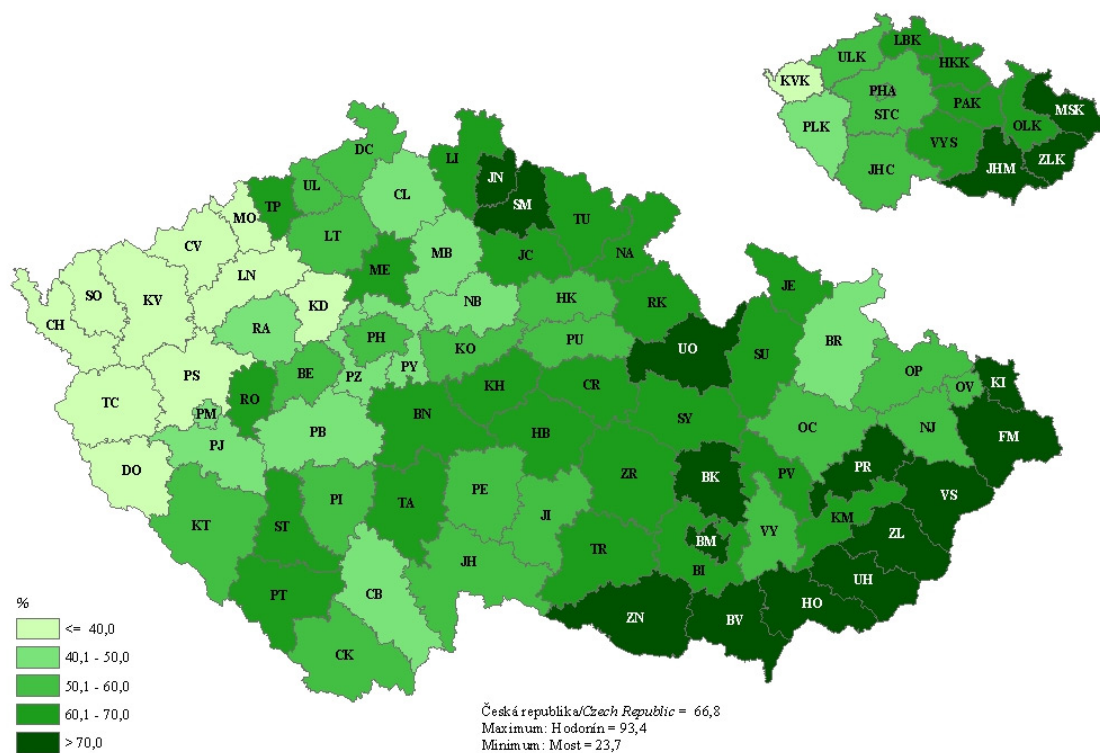 LBK
ULK
HKK
KVK
PHA
PAK
MSK
STC
OLK
PLK
VYS
JHC
JHM
ZLK
DC
LI
UL
JN
TP
CL
SM
MO
TU
CV
LT
MB
JC
NA
LN
ME
SO
KV
KD
NB
HK
RK
JE
CH
RA
PH
KO
PU
UO
SU
BR
BE
PZ
PY
OP
PS
OV
KI
TC
RO
KH
CR
PM
BN
SY
OC
NJ
FM
PJ
PB
HB
DO
PR
ZR
BK
PV
PI
TA
PE
VS
KT
ST
JI
KM
VY
ZL
BM
JH
TR
BI
UH
PT
CB
HO
ZN
BV
CK
%
<= 40,0
40,1 - 50,0
50,1 - 60,0
60,1 - 70,0
> 70,0
Česká republika/Czech Republic = 66,8
Maximum: Hodonín = 93,4
Minimum: Most = 23,7